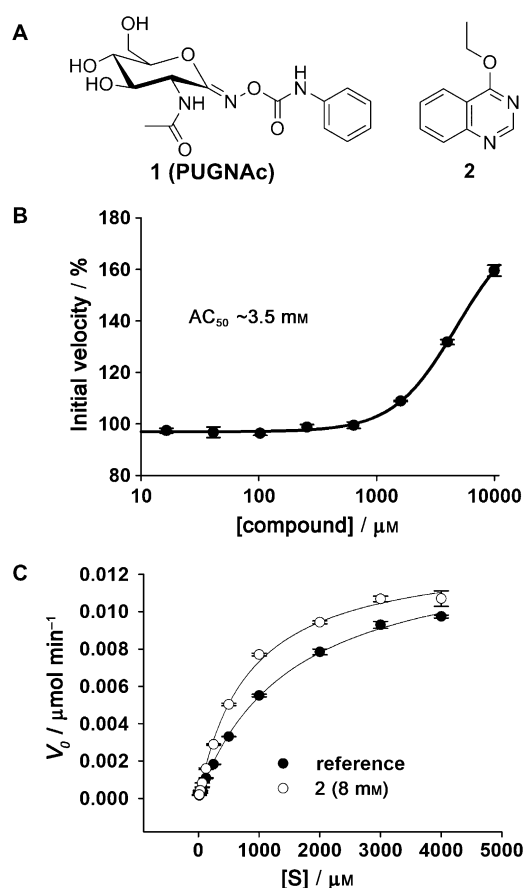 A
OH
HO
O
HO
NH
N
O
O
H
N
O
O
1 (PUGNAc)
O
N
N
2
B
180
160
140
120
100
80
Initial velocity / %
AC50 ~3.5 mM
10
100
1000
10000
[compound] / μM
C
0.012
0.010
0.008
0.006
0.004
0.002
0.000
V0 / μmol min−1
reference
2 (8 mM)
0
1000
2000
3000
4000
5000
[S] / μM